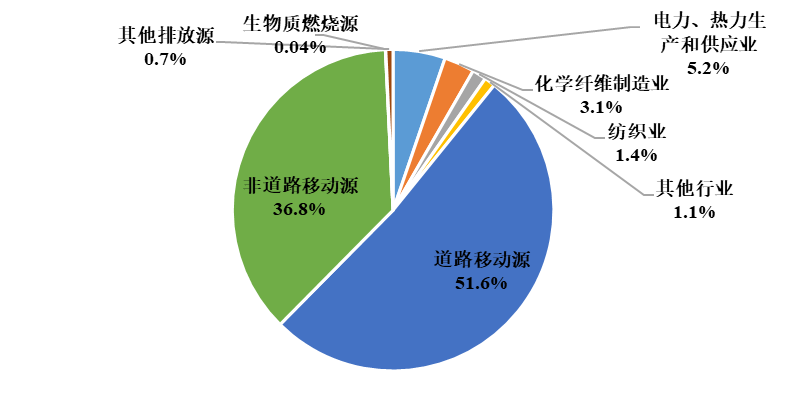 生物质燃烧源
0.04%
其他排放源
0.7%
电力、热力生
产和供应业
5.2%
化学纤维制造业
3.1%
纺织业
1.4%
其他行业
1.1%
非道路移动源
36.8%
道路移动源
51.6%